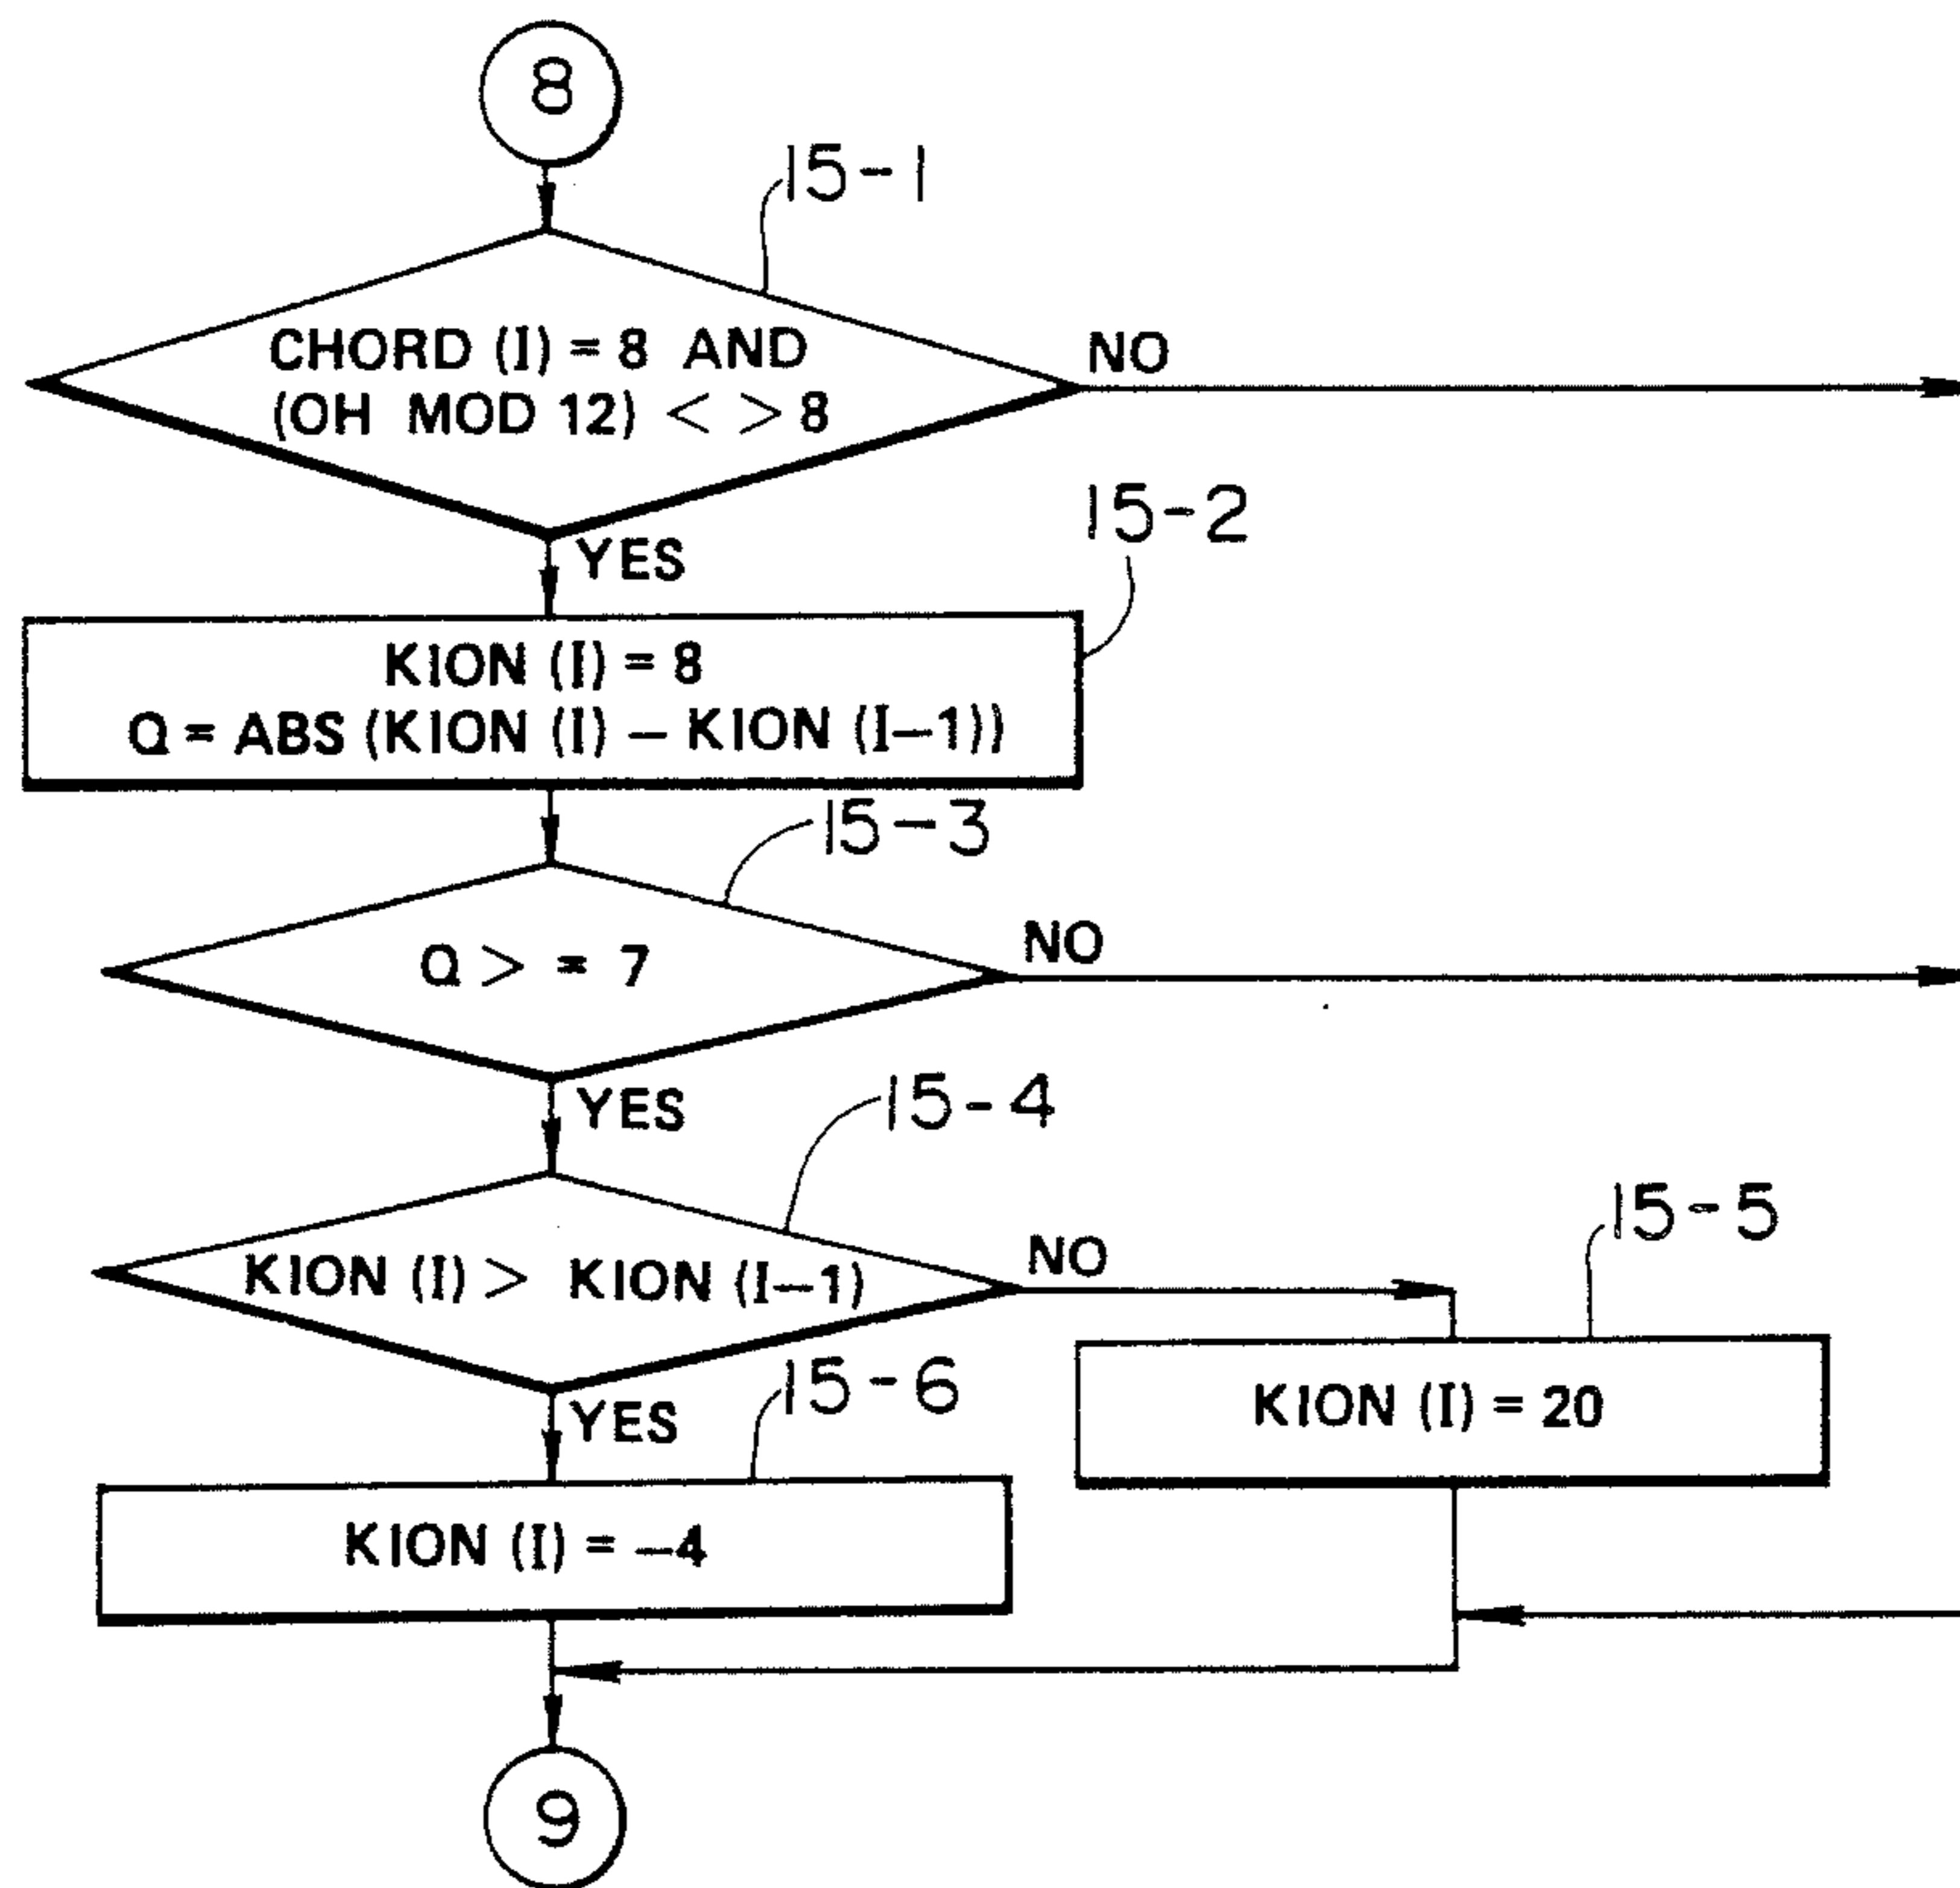 8
15-1
CHORD (I) = 8 AND
(OH MOD 12) < > 8
NO
YES
15-2
KION (I) = 8
Q = ABS (KION (I) – KION (I–1))
15-3
Q > = 7
NO
YES
15-4
KION (I) > KION (I–1)
NO
15-5
KION (I) = 20
YES
15-6
KION (I) = –4
9